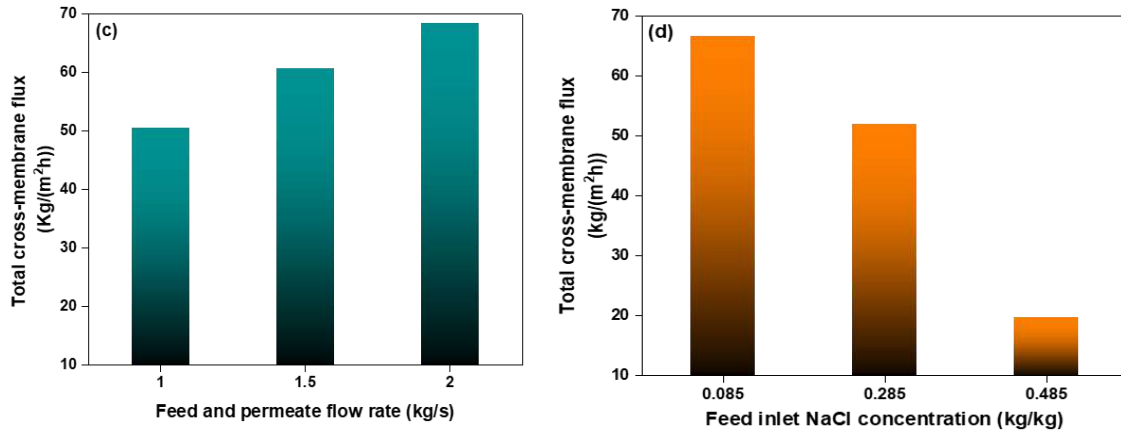 (c)
Total cross-membrane flux
(Kg/(m²h))
70
60
50
40
30
20
10
1
1.5
2
Feed and permeate flow rate (kg/s)
(d)
Total cross-membrane flux
(kg/(m²h))
70
60
50
40
30
20
10
0.085
0.285
0.485
Feed inlet NaCl concentration (kg/kg)